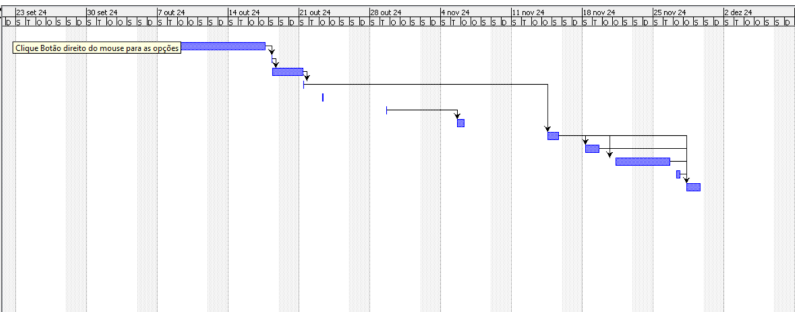 23 set 24 30 set 24 7 out 24 14 out 24 21 out 24 28 out 24 4 nov 24 11 nov 24 18 nov 24 25 nov 24 2 dez 24
D S T Q Q S S D S T Q Q S S D S T Q Q S S D S T Q Q S S D S T Q Q S S D S T Q Q S S D S T Q Q S S D S T Q Q S S D S T Q Q S S D S T Q Q S S D S T Q Q S S D
Clique Botão direito do mouse para as opções